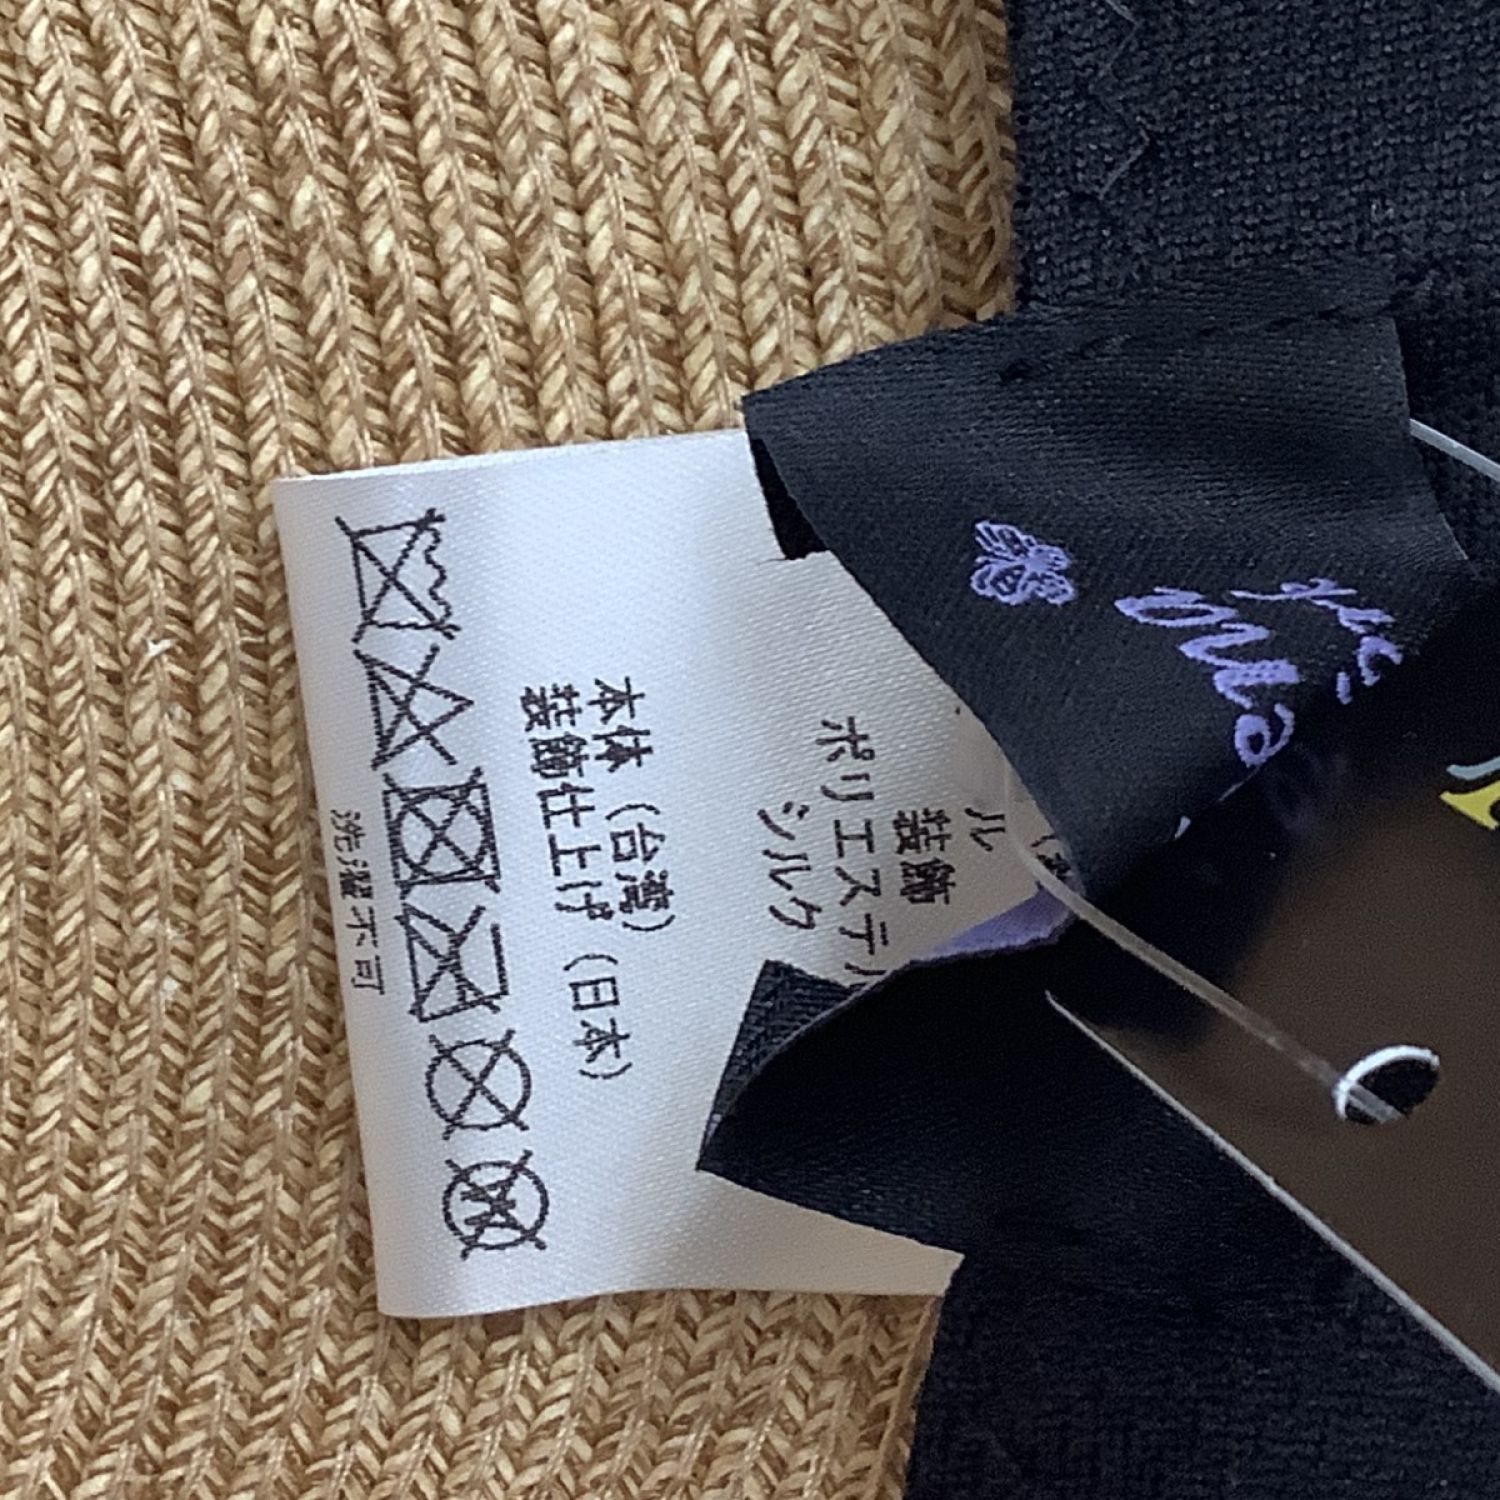 ル
装飾
ポリエステル
シルク
本体（台湾）
装飾仕上げ（日本）
洗濯不可